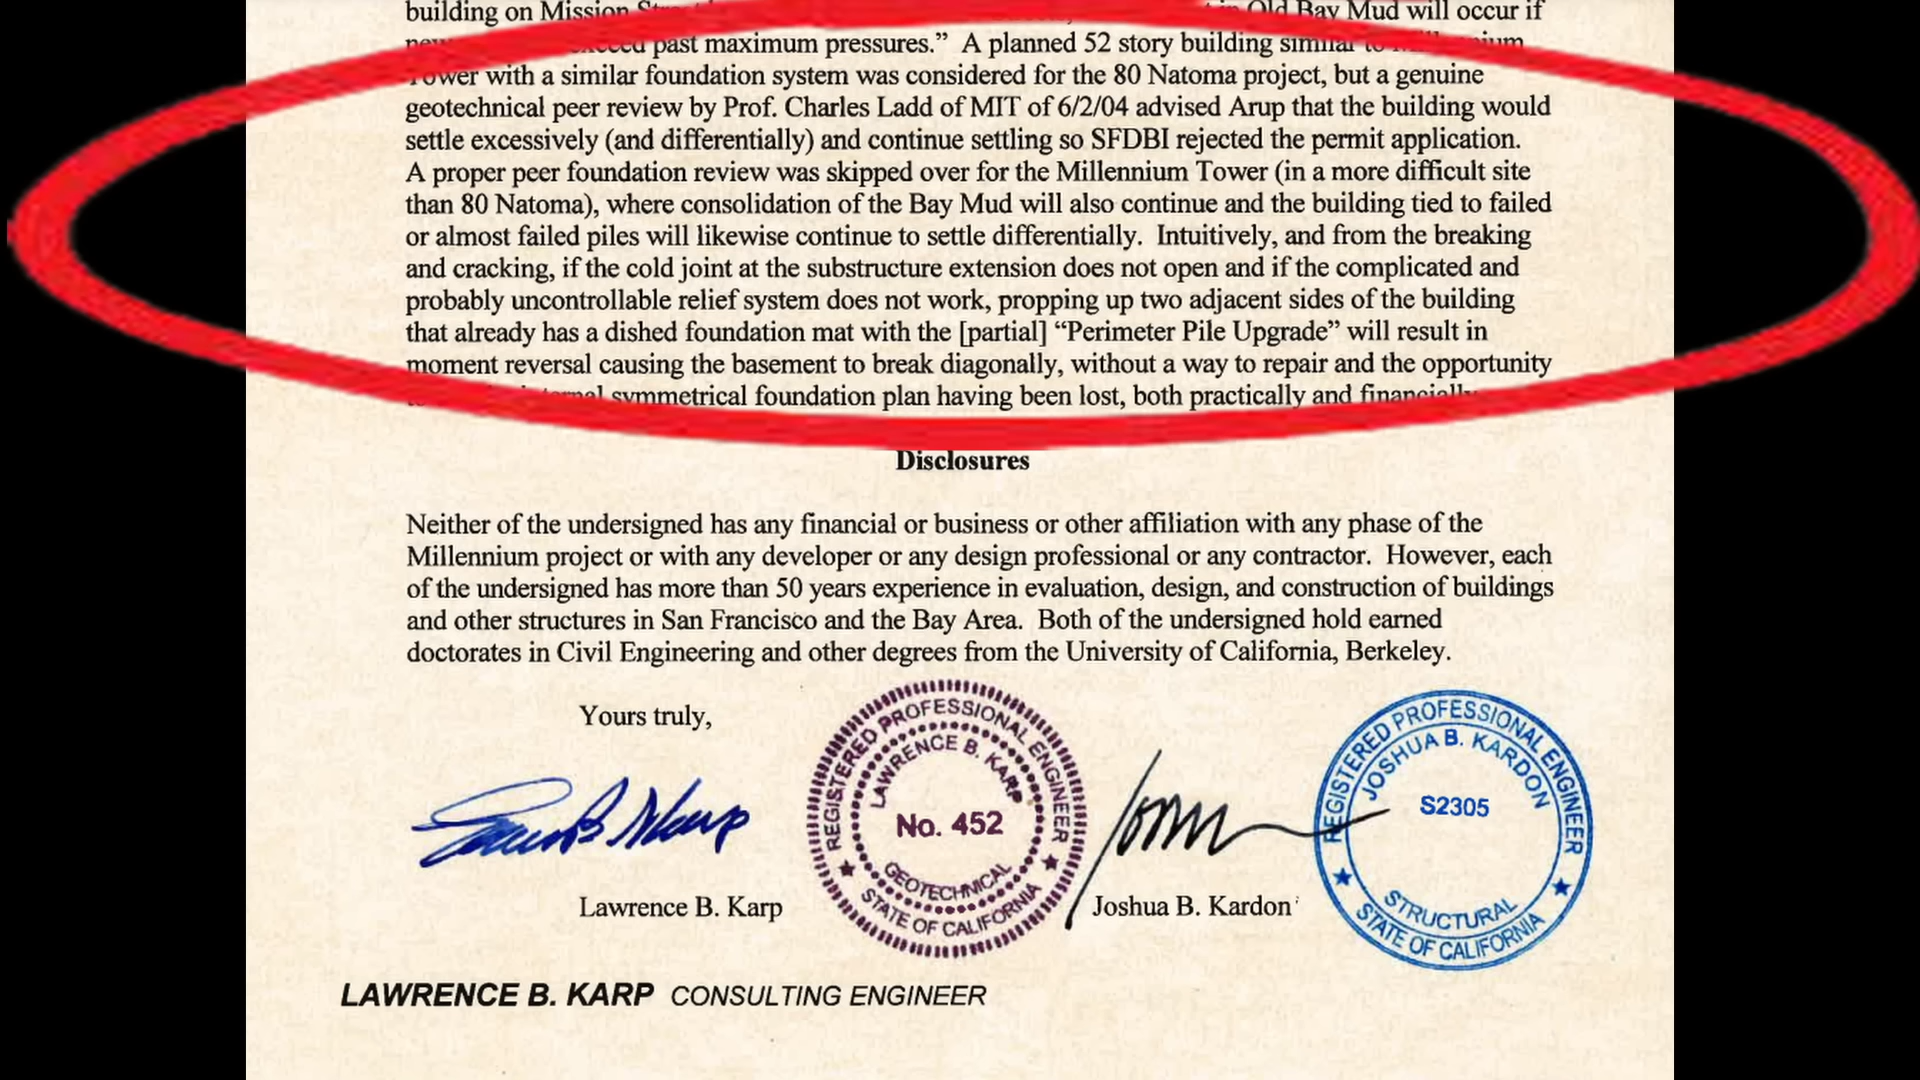 building on Mission Old Bay Mud will occur if
past maximum pressures.” A planned 52 story building similar to
Tower with a similar foundation system was considered for the 80 Natoma project, but a genuine
geotechnical peer review by Prof. Charles Ladd of MIT of 6/2/04 advised Arup that the building would
settle excessively (and differentially) and continue settling so SFDBI rejected the permit application.
A proper peer foundation review was skipped over for the Millennium Tower (in a more difficult site
than 80 Natoma), where consolidation of the Bay Mud will also continue and the building tied to failed
or almost failed piles will likewise continue to settle differentially. Intuitively, and from the breaking
and cracking, if the cold joint at the substructure extension does not open and if the complicated and
probably uncontrollable relief system does not work, propping up two adjacent sides of the building
that already has a dished foundation mat with the [partial] “Perimeter Pile Upgrade” will result in
moment reversal causing the basement to break diagonally, without a way to repair and the opportunity
symmetrical foundation plan having been lost, both practically and financially
Disclosures
Neither of the undersigned has any financial or business or other affiliation with any phase of the
Millennium project or with any developer or any design professional or any contractor. However, each
of the undersigned has more than 50 years experience in evaluation, design, and construction of buildings
and other structures in San Francisco and the Bay Area. Both of the undersigned hold earned
doctorates in Civil Engineering and other degrees from the University of California, Berkeley.
Yours truly,
REGISTERED PROFESSIONAL ENGINEER
LAWRENCE B. KARP
No. 452
GEOTECHNICAL
STATE OF CALIFORNIA
REGISTERED PROFESSIONAL ENGINEER
JOSHUA B. KARDON
S2305
STRUCTURAL
STATE OF CALIFORNIA
Lawrence B. Karp
Joshua B. Kardon
LAWRENCE B. KARP CONSULTING ENGINEER